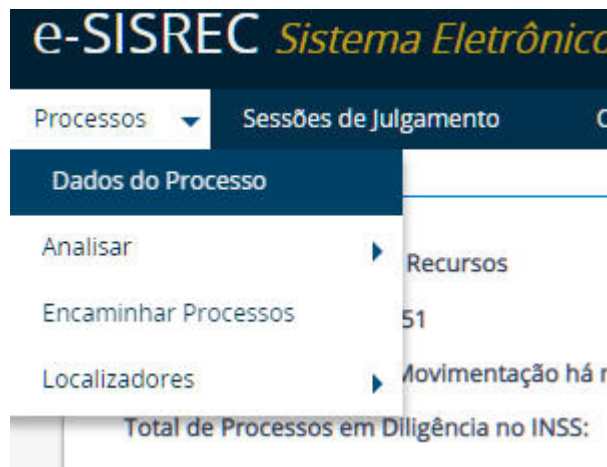 e-SISREC Sistema Eletrônico
Processos Sessões de Julgamento
Dados do Processo
Analisar
Recursos
Encaminhar Processos
51
Localizadores
Movimentação há
Total de Processos em Diligência no INSS: